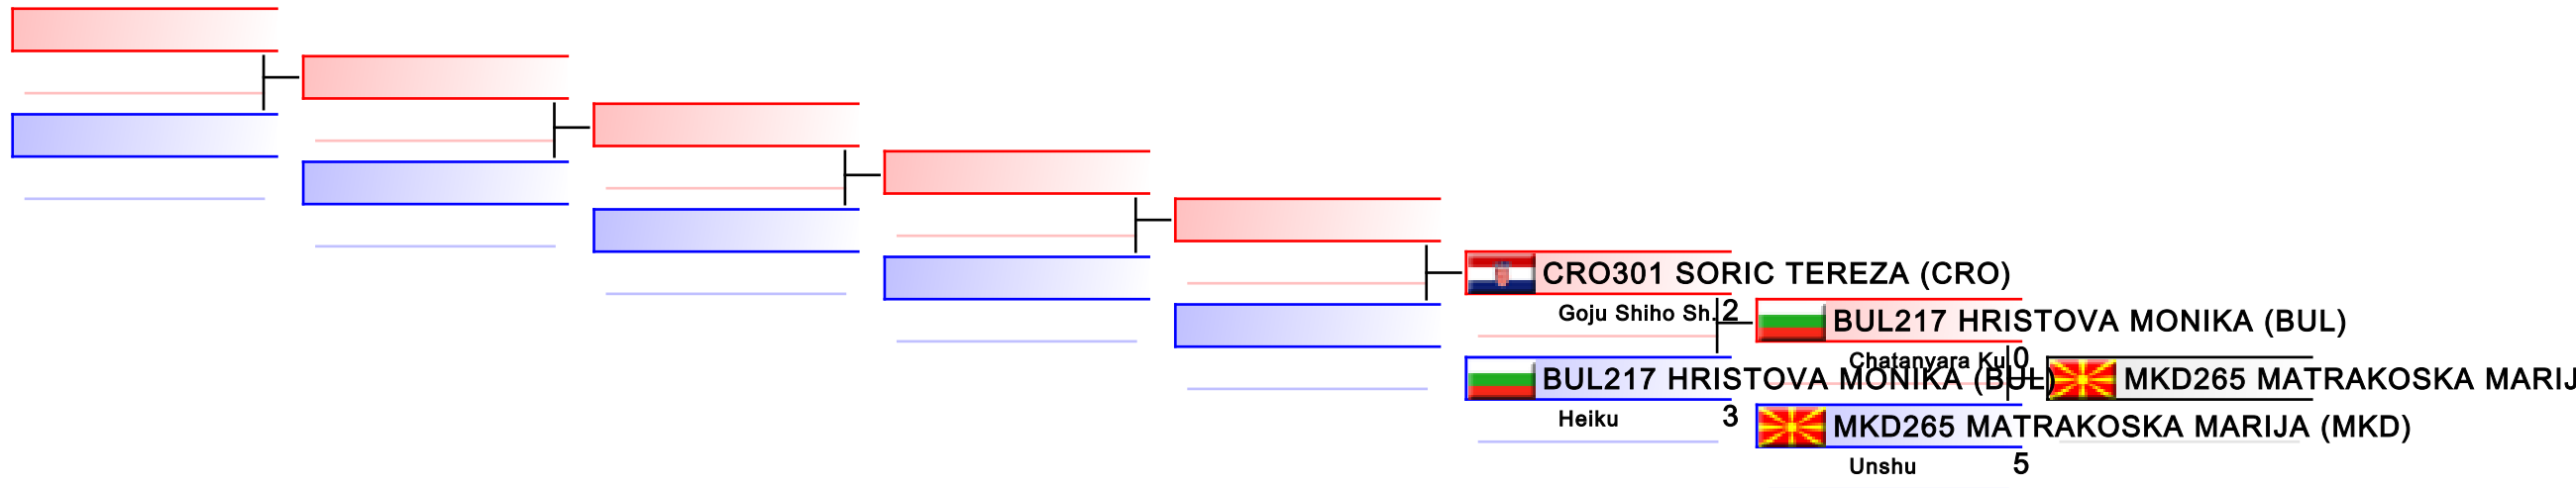 CRO301 SORIC TEREZA (CRO)
Goju Shiho Sh. 2
BUL217 HRISTOVA MONIKA (BUL)
Heiku 3
BUL217 HRISTOVA MONIKA (BUL)
Chatanyara Ku 0
MKD265 MATRAKOSKA MARIJA (MKD)
Unshu 5
MKD265 MATRAKOSKA MARIJ